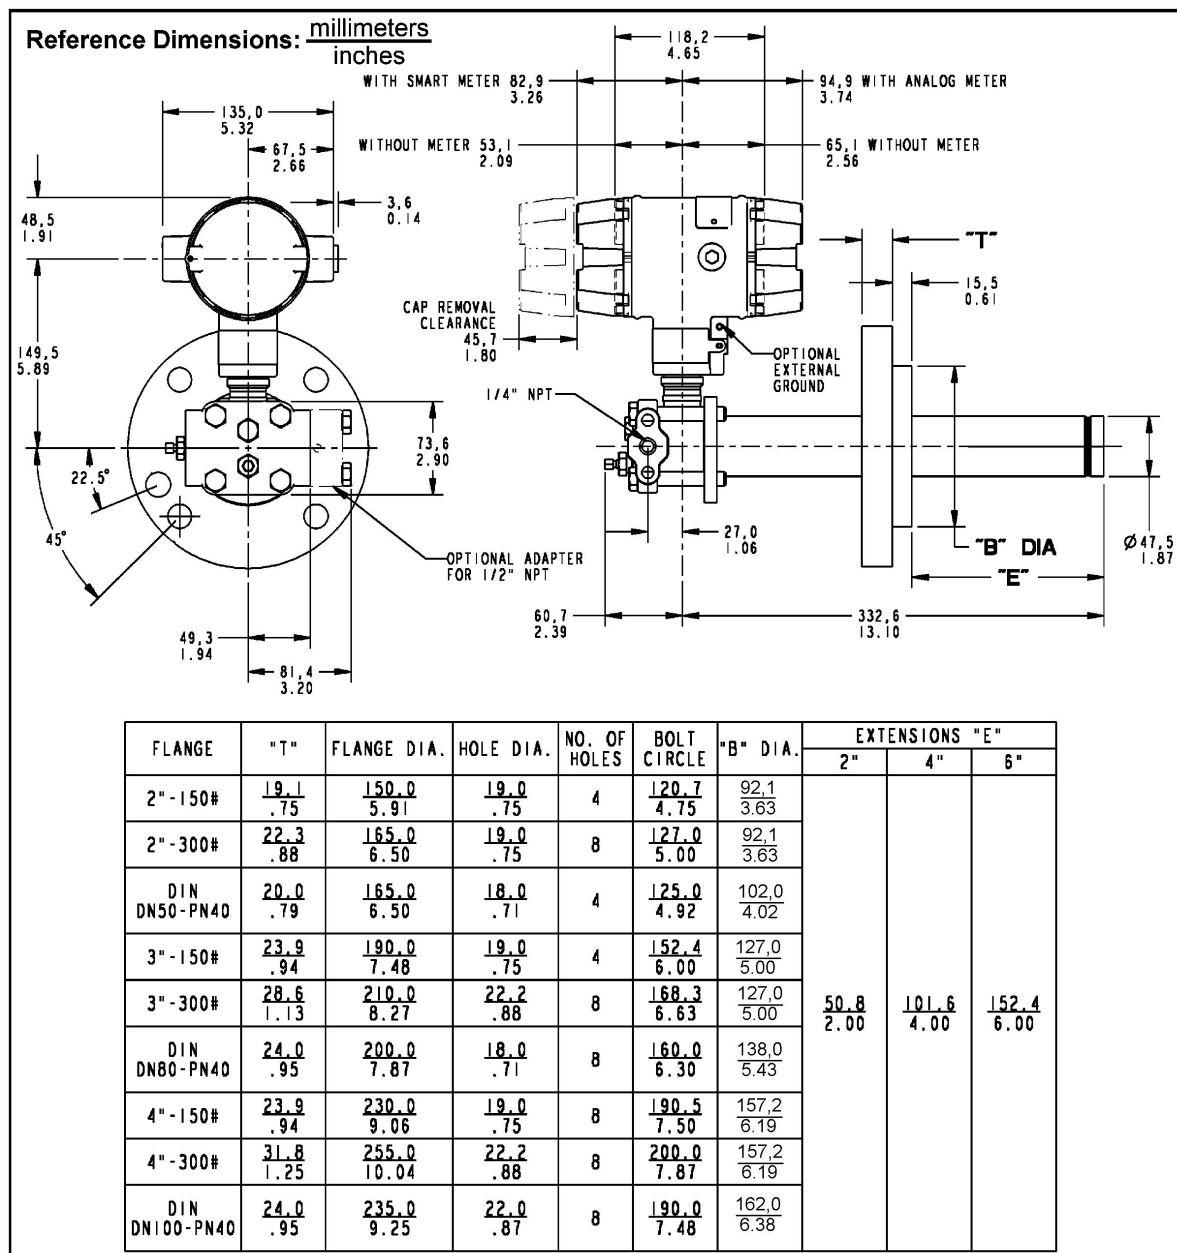 Reference Dimensions: millimeters
inches
118,2
4.65
WITH SMART METER 82,9
3.26
94,9 WITH ANALOG METER
3.74
135,0
5.32
67,5
2.66
WITHOUT METER 53,1
2.09
65,1 WITHOUT METER
2.56
48,5
1.91
3,6
0.14
"T"
15,5
0.61
CAP REMOVAL
CLEARANCE
45,7
1.80
149,5
5.89
OPTIONAL
EXTERNAL
GROUND
1/4" NPT
73,6
2.90
22.5°
45°
27,0
1.06
"B" DIA
Ø47,5
1.87
"E"
OPTIONAL ADAPTER
FOR 1/2" NPT
60,7
2.39
332,6
13.10
49,3
1.94
81,4
3.20
FLANGE "T" FLANGE DIA. HOLE DIA. NO. OF HOLES BOLT CIRCLE "B" DIA. EXTENSIONS "E"
2" 4" 6"
2"-150# 19.1 150.0 19.0 4 120.7 92,1
.75 5.91 .75 4.75 3.63
2"-300# 22.3 165.0 19.0 8 127.0 92,1
.88 6.50 .75 5.00 3.63
DIN 20.0 165.0 18.0 4 125.0 102,0
DN50-PN40 .79 6.50 .71 4.92 4.02
3"-150# 23.9 190.0 19.0 4 152.4 127,0
.94 7.48 .75 6.00 5.00
3"-300# 28.6 210.0 22.2 8 168.3 127,0 50.8 101.6 152.4
1.13 8.27 .88 6.63 5.00 2.00 4.00 6.00
DIN 24.0 200.0 18.0 8 160.0 138,0
DN80-PN40 .95 7.87 .71 6.30 5.43
4"-150# 23.9 230.0 19.0 8 190.5 157,2
.94 9.06 .75 7.50 6.19
4"-300# 31.8 255.0 22.2 8 200.0 157,2
1.25 10.04 .88 7.87 6.19
DIN 24.0 235.0 22.0 8 190.0 162,0
DN100-PN40 .95 9.25 .87 7.48 6.38